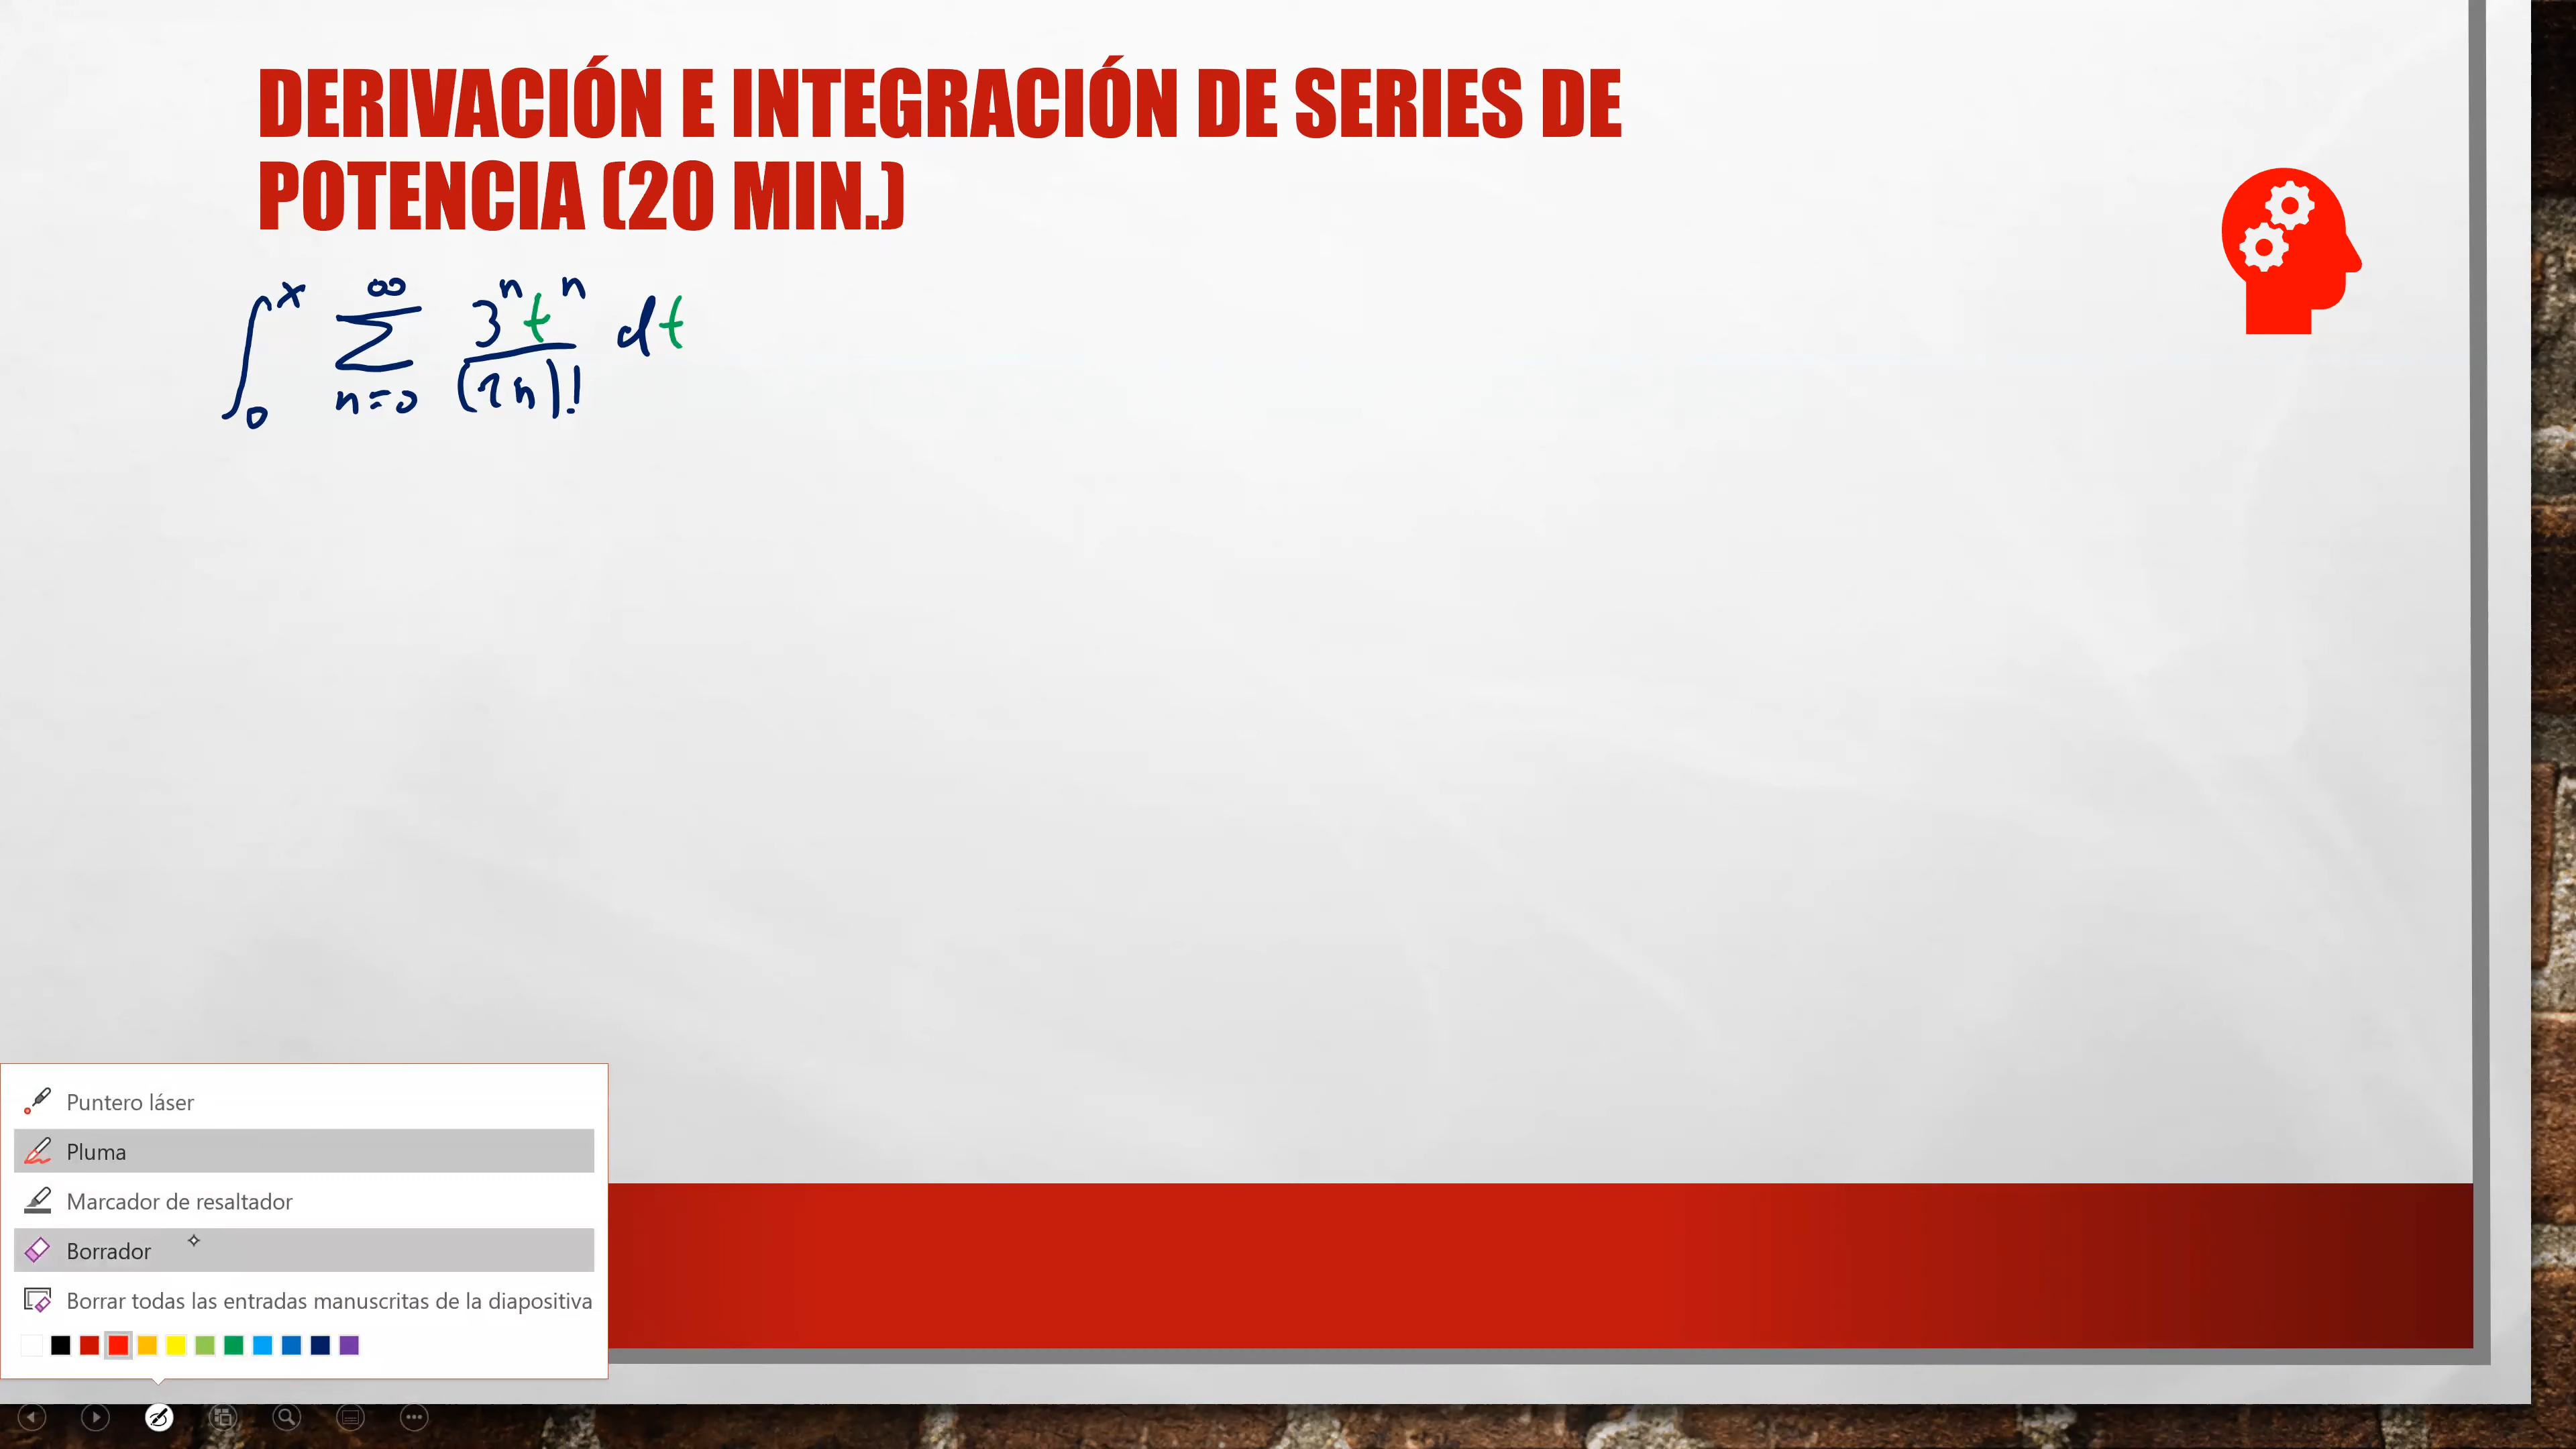 DERIVACIÓN E INTEGRACIÓN DE SERIES DE
POTENCIA (20 MIN.)
∫₀ˣ ∑ₙ₌₀^∞ 3ⁿtⁿ/(2n)! dt
Puntero láser
Pluma
Marcador de resaltador
Borrador
Borrar todas las entradas manuscritas de la diapositiva